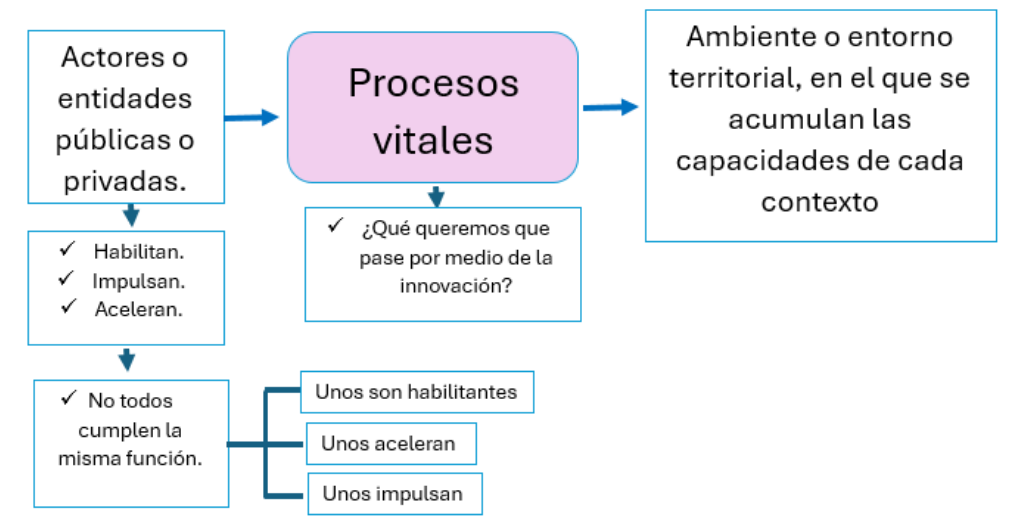 Actores o
entidades
públicas o
privadas.
Procesos
vitales
Ambiente o entorno
territorial, en el que se
acumulan las
capacidades de cada
contexto
✓ Habilitan.
✓ Impulsan.
✓ Aceleran.
✓ ¿Qué queremos que
pase por medio de la
innovación?
✓ No todos
cumplen la
misma función.
Unos son habilitantes
Unos aceleran
Unos impulsan